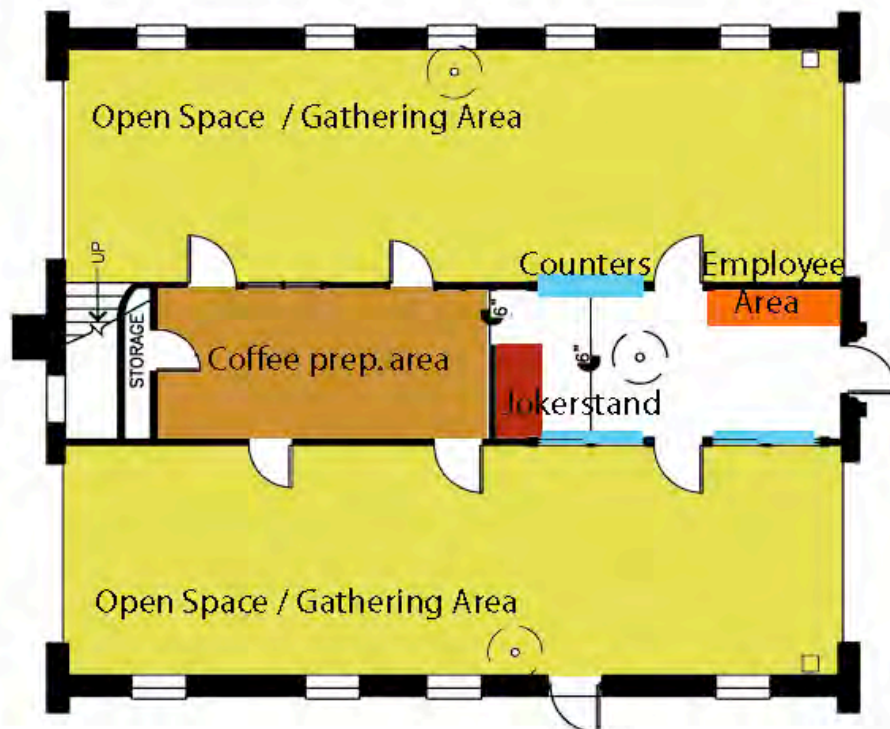 Open Space / Gathering Area
UP
Counters
Employee
Area
6"
6"
STORAGE
Coffee prep. area
Jokerstand
Open Space / Gathering Area